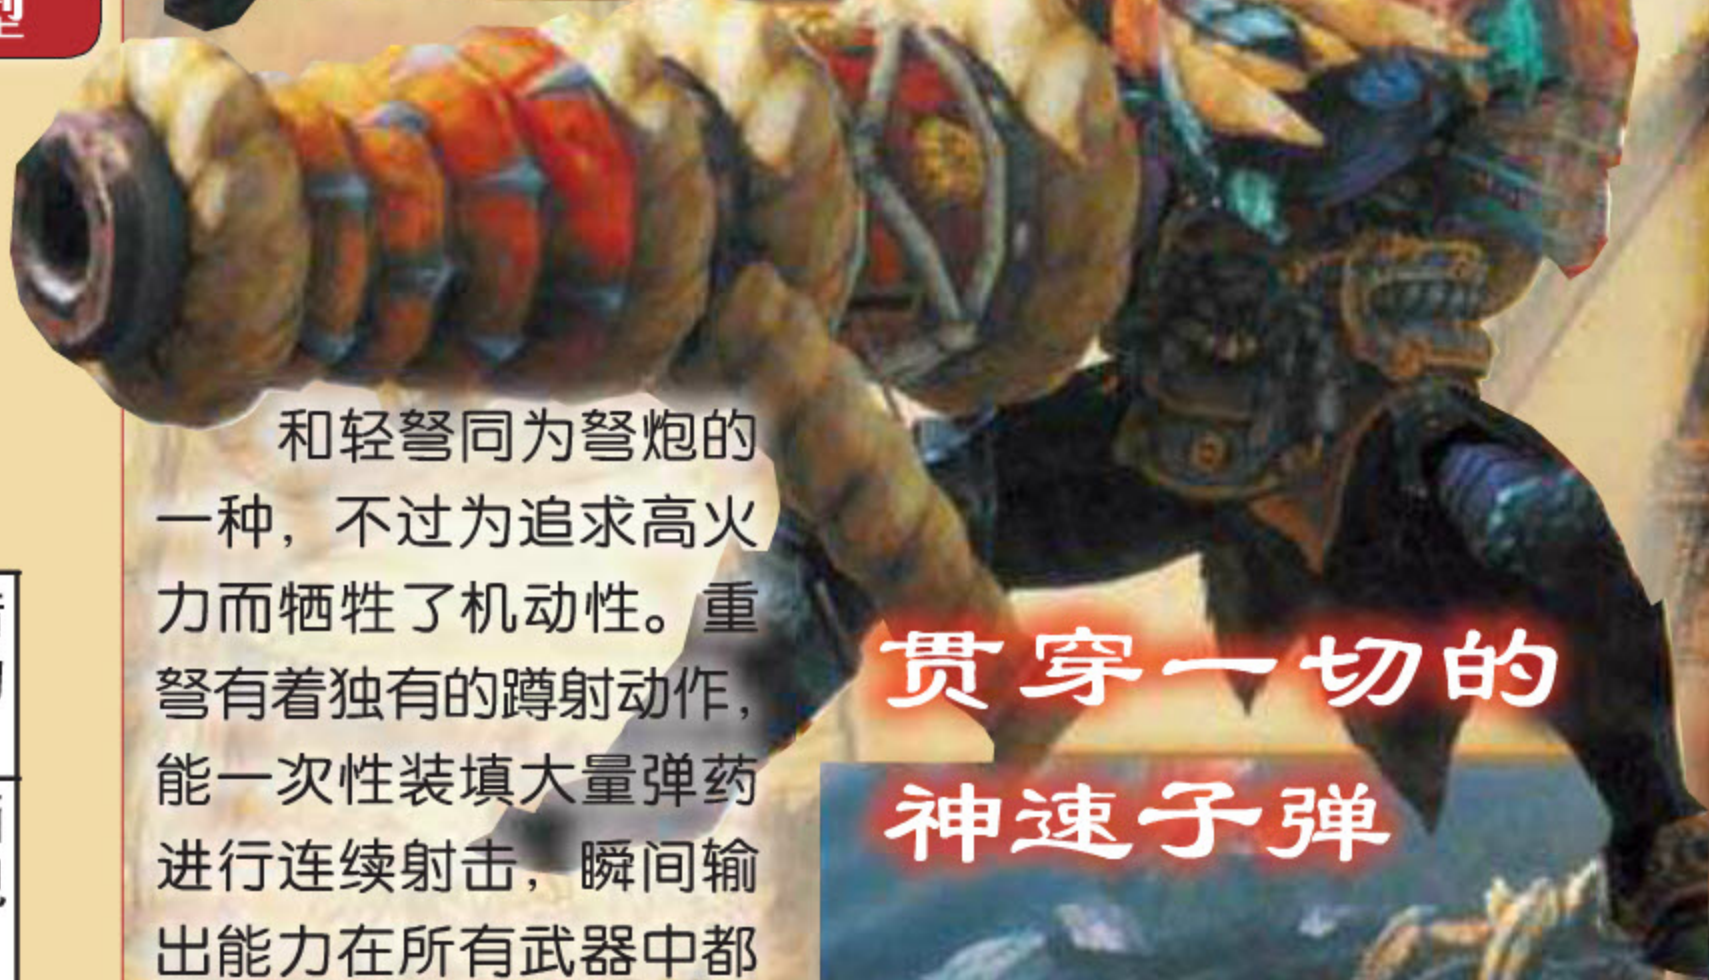 和轻弩同为弩炮的
一种，不过为追求高火
力而牺牲了机动性。重
弩有着独有的蹲射动作，
能一次性装填大量弹药
进行连续射击，瞬间输
出能力在所有武器中都
贯穿一切的
神速子弹